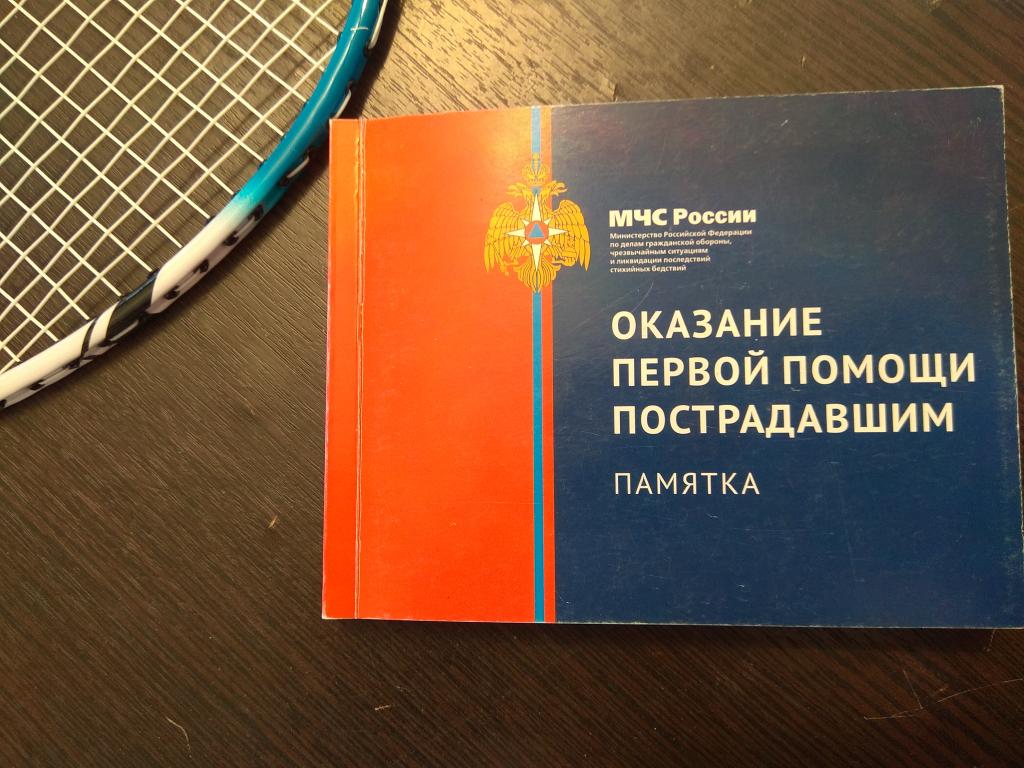 МЧС России
Министерство Российской Федерации
по делам гражданской обороны,
чрезвычайным ситуациям
и ликвидации последствий
стихийных бедствий
ОКАЗАНИЕ
ПЕРВОЙ ПОМОЩИ
ПОСТРАДАВШИМ
ПАМЯТКА